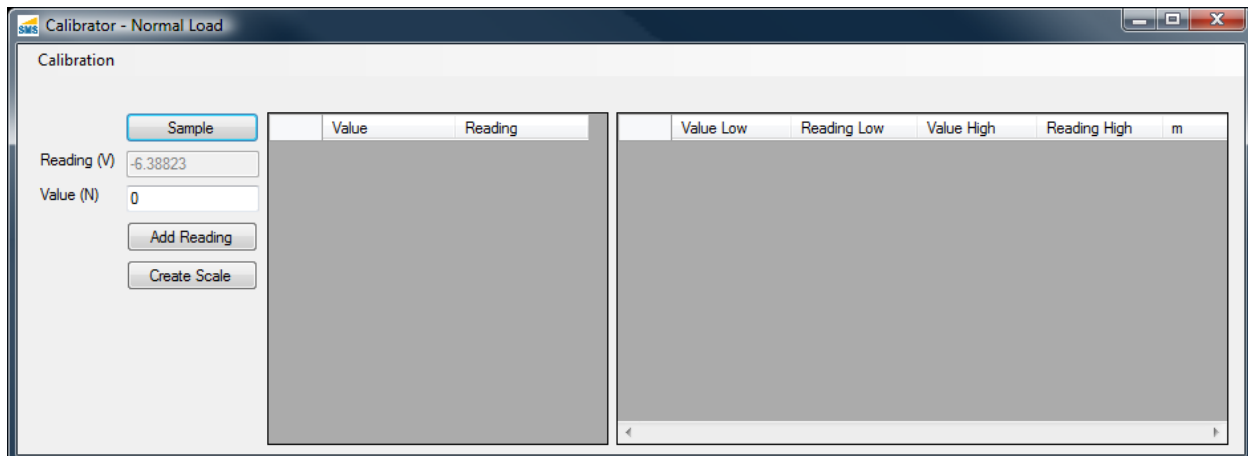 SMS Calibrator - Normal Load
Calibration
Sample
Reading (V) -6.38823
Value (N) 0
Add Reading
Create Scale
Value Reading
Value Low Reading Low Value High Reading High m